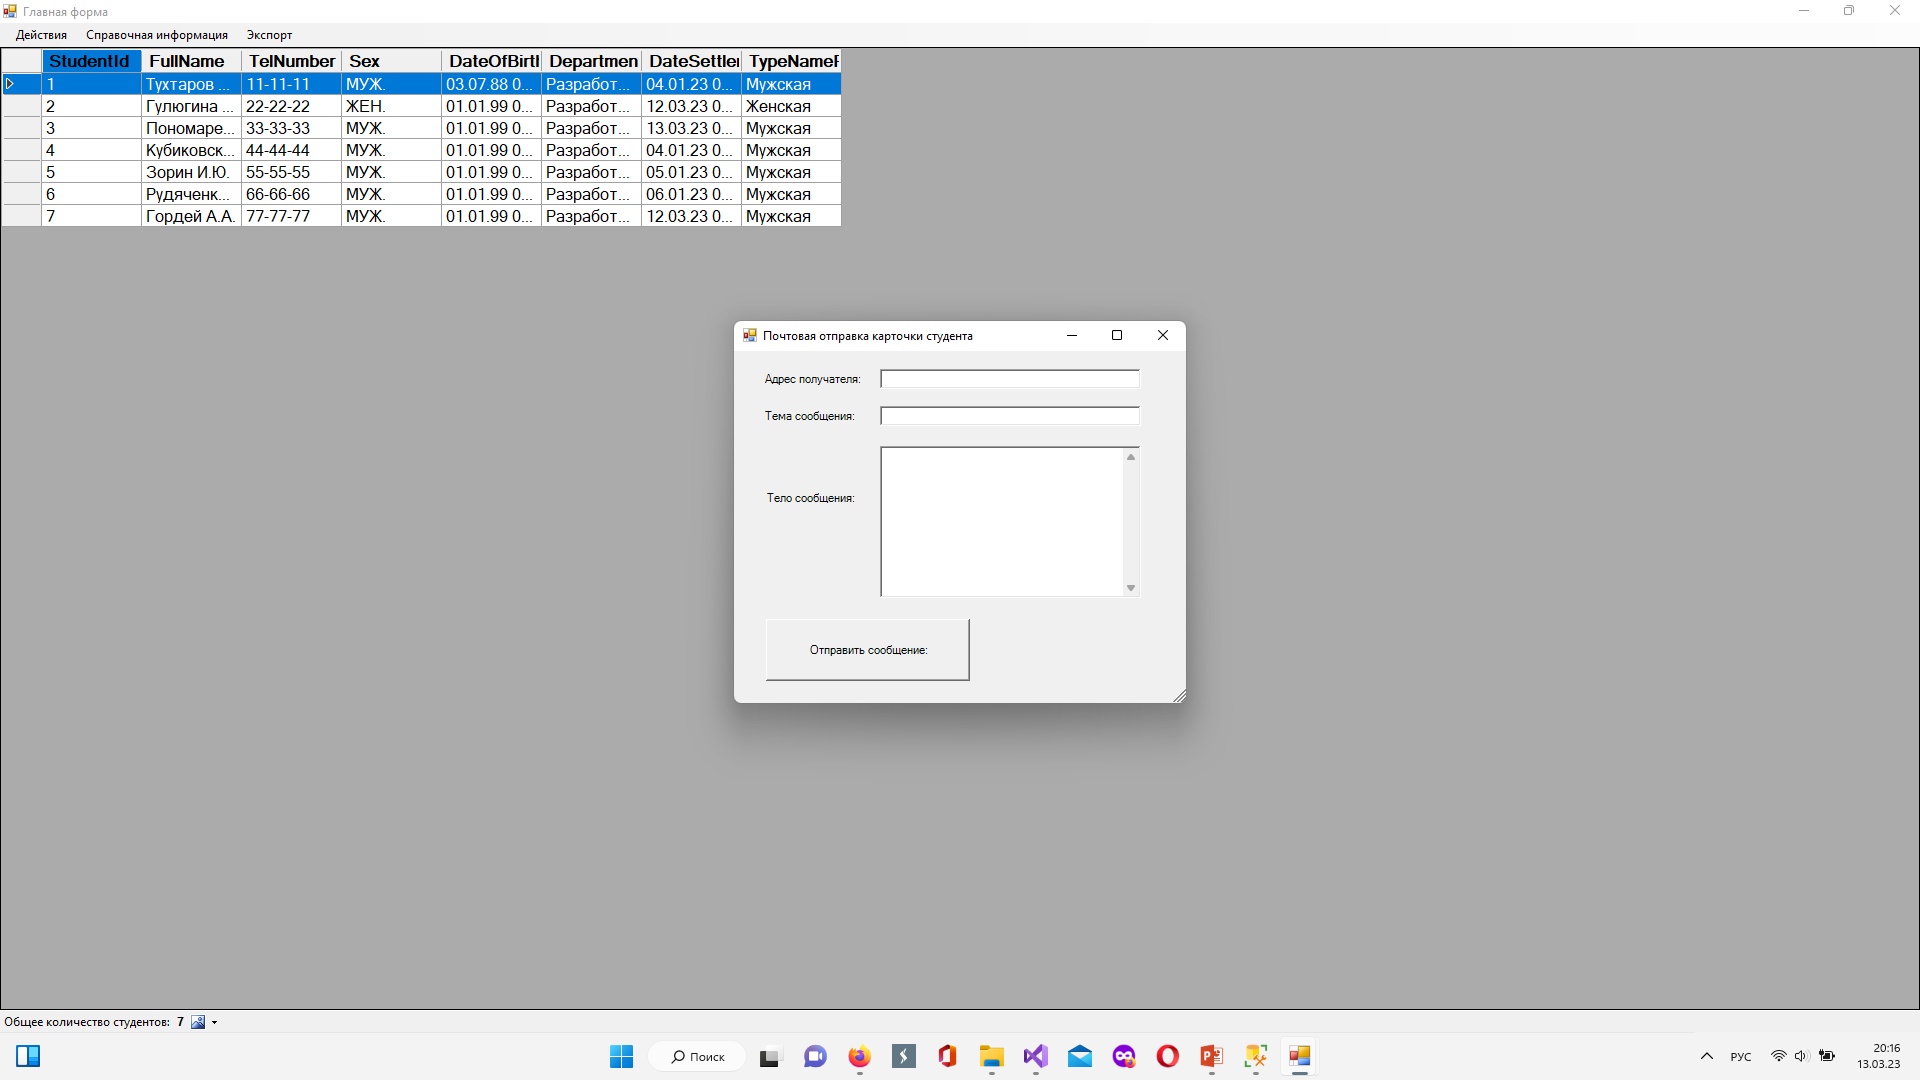 Главная форма
Действия Справочная информация Экспорт
StudentId FullName TelNumber Sex DateOfBirtl Departmen DateSettlei TypeNameF
1 Тухтаров ... 11-11-11 МУЖ. 03.07.88 0... Разработ... 04.01.23 0... Мужская
2 Гулюгина ... 22-22-22 ЖЕН. 01.01.99 0... Разработ... 12.03.23 0... Женская
3 Пономаре... 33-33-33 МУЖ. 01.01.99 0... Разработ... 13.03.23 0... Мужская
4 Кубиковск... 44-44-44 МУЖ. 01.01.99 0... Разработ... 04.01.23 0... Мужская
5 Зорин И.Ю. 55-55-55 МУЖ. 01.01.99 0... Разработ... 05.01.23 0... Мужская
6 Рудяченк... 66-66-66 МУЖ. 01.01.99 0... Разработ... 06.01.23 0... Мужская
7 Гордей А.А. 77-77-77 МУЖ. 01.01.99 0... Разработ... 12.03.23 0... Мужская
Почтовая отправка карточки студента
Адрес получателя:
Тема сообщения:
Тело сообщения:
Отправить сообщение:
Общее количество студентов: 7
Поиск
РУС
20:16
13.03.23